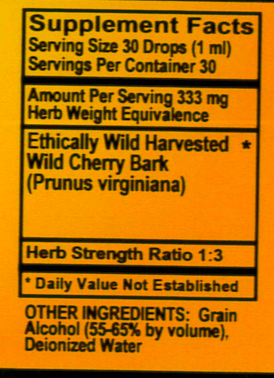 Supplement Facts
Serving Size 30 Drops (1 ml)
Servings Per Container 30
Amount Per Serving 333 mg
Herb Weight Equivalence
Ethically Wild Harvested *
Wild Cherry Bark
(Prunus virginiana)
Herb Strength Ratio 1:3
* Daily Value Not Established
OTHER INGREDIENTS: Grain
Alcohol (55-65% by volume),
Deionized Water